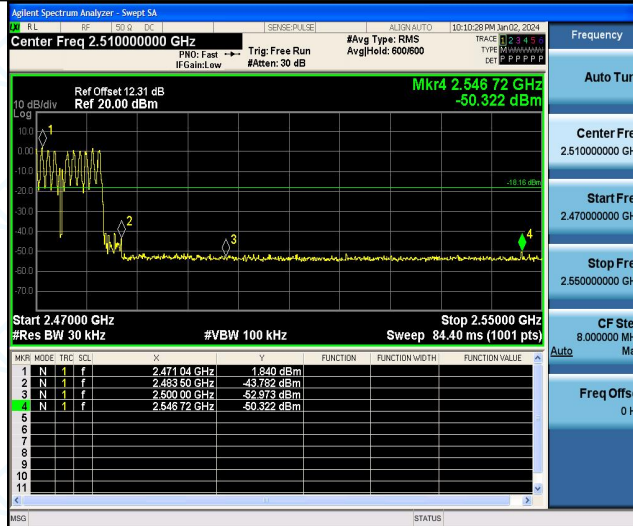 Agilent Spectrum Analyzer - Swept SA
RL RF 50 Ω DC SENSE:PULSE ALIGN AUTO 10:10:28 PM Jan 02, 2024
Center Freq 2.510000000 GHz
PNO: Fast
IFGain:Low
Trig: Free Run
#Atten: 30 dB
#Avg Type: RMS
Avg|Hold: 600/600
TRACE 1 2 3 4 5 6
TYPE M
DET P P P P P P
Ref Offset 12.31 dB
Ref 20.00 dBm
10 dB/div
Log
Mkr4 2.546 72 GHz
-50.322 dBm
10.0
0.00
-10.0
-20.0
-30.0
-40.0
-50.0
-60.0
-70.0
1
2
3
4
-18.16 dBm
Start 2.47000 GHz
Stop 2.55000 GHz
#Res BW 30 kHz
#VBW 100 kHz
Sweep 84.40 ms (1001 pts)
MKR MODE TRC SCL X Y FUNCTION FUNCTION WIDTH FUNCTION VALUE
1 N 1 f 2.471 04 GHz 1.840 dBm
2 N 1 f 2.483 50 GHz -43.782 dBm
3 N 1 f 2.500 00 GHz -52.973 dBm
4 N 1 f 2.546 72 GHz -50.322 dBm
5
6
7
8
9
10
11
MSG STATUS
Frequency
Auto Tun
Center Fre
2.510000000 GH
Start Fre
2.470000000 GH
Stop Fre
2.550000000 GH
CF Ste
8.000000 MH
Auto Ma
Freq Offs
0 H